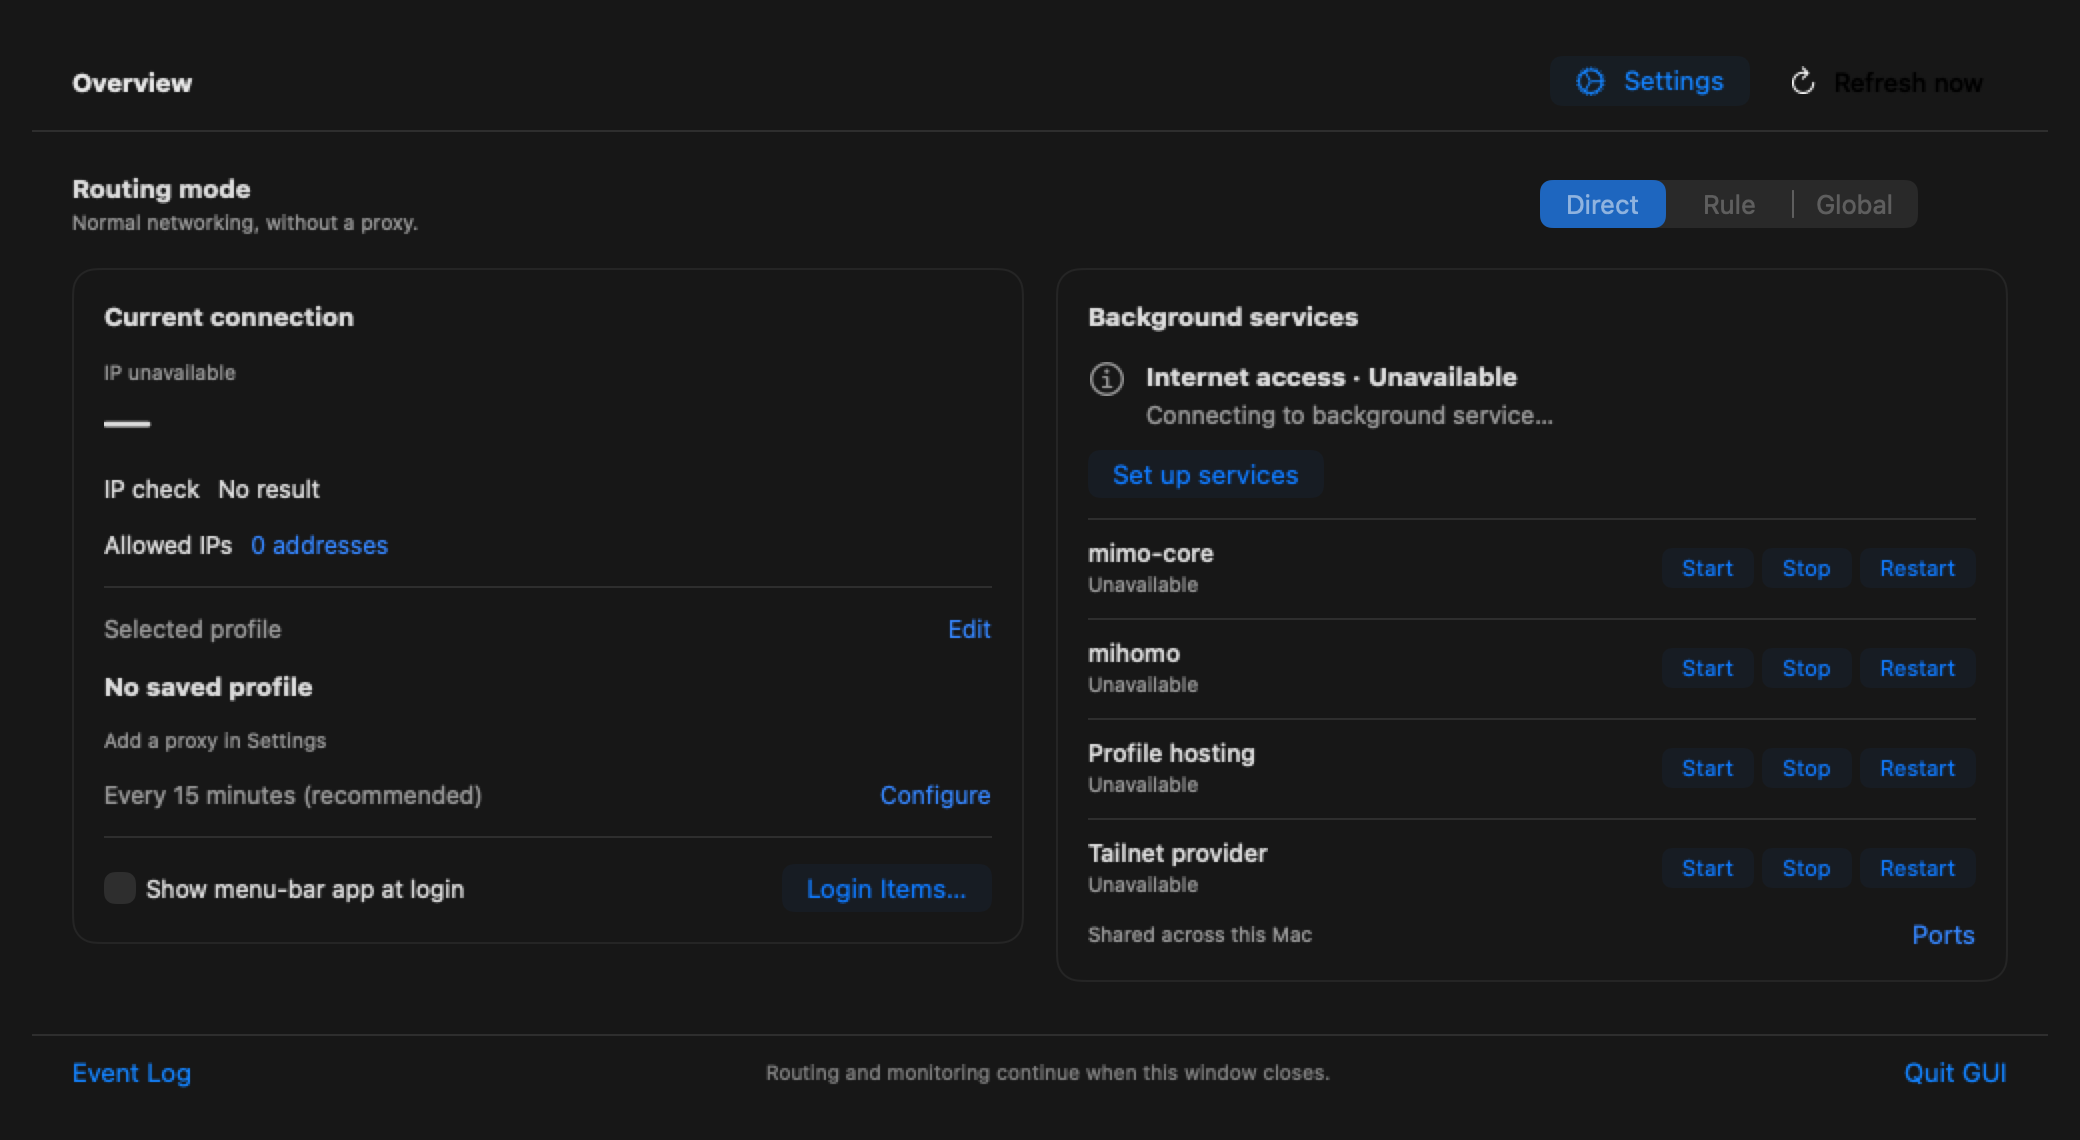 Overview
Settings
Refresh now
Routing mode
Normal networking, without a proxy.
Direct
Rule
Global
Current connection
IP unavailable
—
IP check No result
Allowed IPs 0 addresses
Selected profile
Edit
No saved profile
Add a proxy in Settings
Every 15 minutes (recommended)
Configure
Show menu-bar app at login
Login Items...
Background services
Internet access · Unavailable
Connecting to background service...
Set up services
mimo-core
Unavailable
Start
Stop
Restart
mihomo
Unavailable
Start
Stop
Restart
Profile hosting
Unavailable
Start
Stop
Restart
Tailnet provider
Unavailable
Start
Stop
Restart
Shared across this Mac
Ports
Event Log
Routing and monitoring continue when this window closes.
Quit GUI